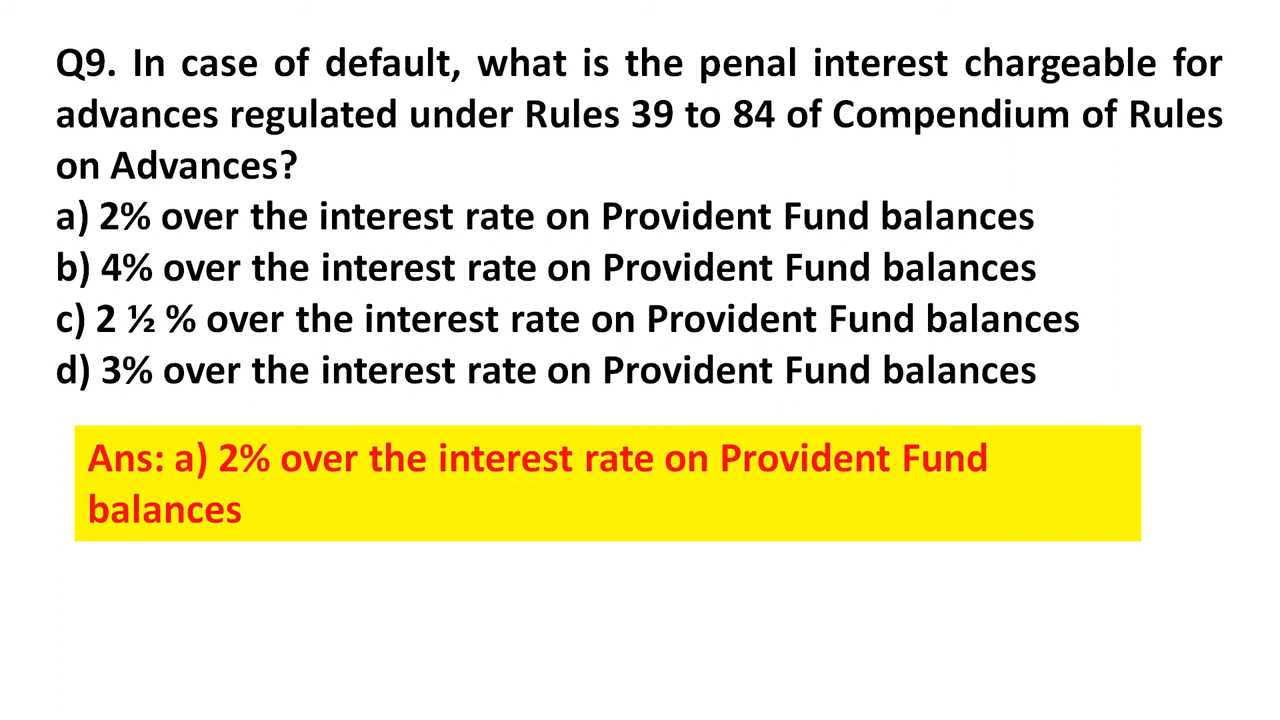 Q9. In case of default, what is the penal interest chargeable for
advances regulated under Rules 39 to 84 of Compendium of Rules
on Advances?
a) 2% over the interest rate on Provident Fund balances
b) 4% over the interest rate on Provident Fund balances
c) 2 ½ % over the interest rate on Provident Fund balances
d) 3% over the interest rate on Provident Fund balances
Ans: a) 2% over the interest rate on Provident Fund
balances